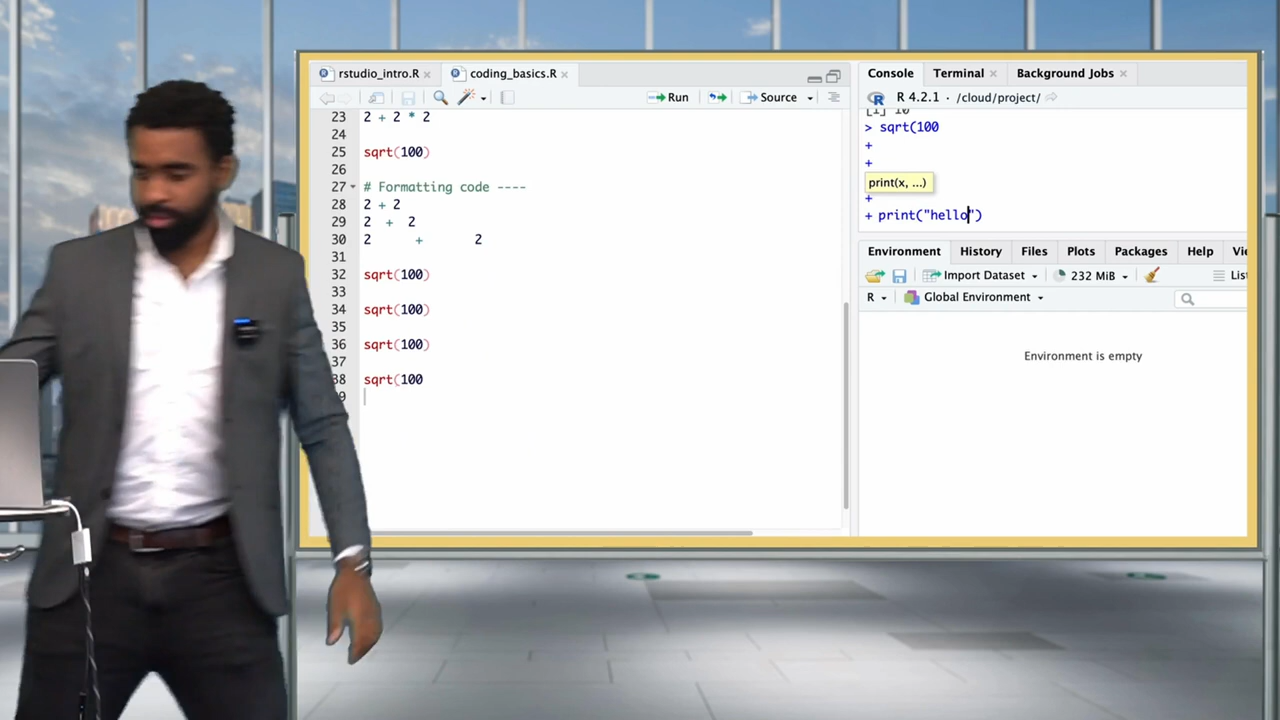 rstudio_intro.R
coding_basics.R
Run
Source
23 2 + 2 * 2
24
25 sqrt(100)
26
27 # Formatting code ----
28 2 + 2
29 2  +  2
30 2      +       2
31
32 sqrt(100)
33
34 sqrt(100)
35
36 sqrt(100)
37
38 sqrt(100
Console Terminal Background Jobs
R 4.2.1 · /cloud/project/
> sqrt(100
+
+
print(x, ...)
+
+ print("hello")
Environment History Files Plots Packages Help
Import Dataset 232 MiB
R Global Environment
Environment is empty